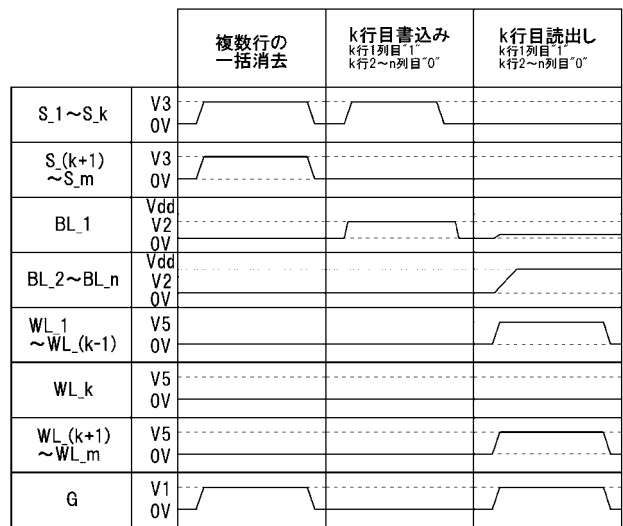 複数行の
一括消去
k行目書込み
k行1列目"1"
k行2～n列目"0"
k行目読出し
k行1列目"1"
k行2～n列目"0"
S_1～S_k
V3
0V
S_(k+1)
～S_m
V3
0V
BL_1
Vdd
V2
0V
BL_2～BL_n
Vdd
V2
0V
WL_1
～WL_(k-1)
V5
0V
WL_k
V5
0V
WL_(k+1)
～WL_m
V5
0V
G
V1
0V